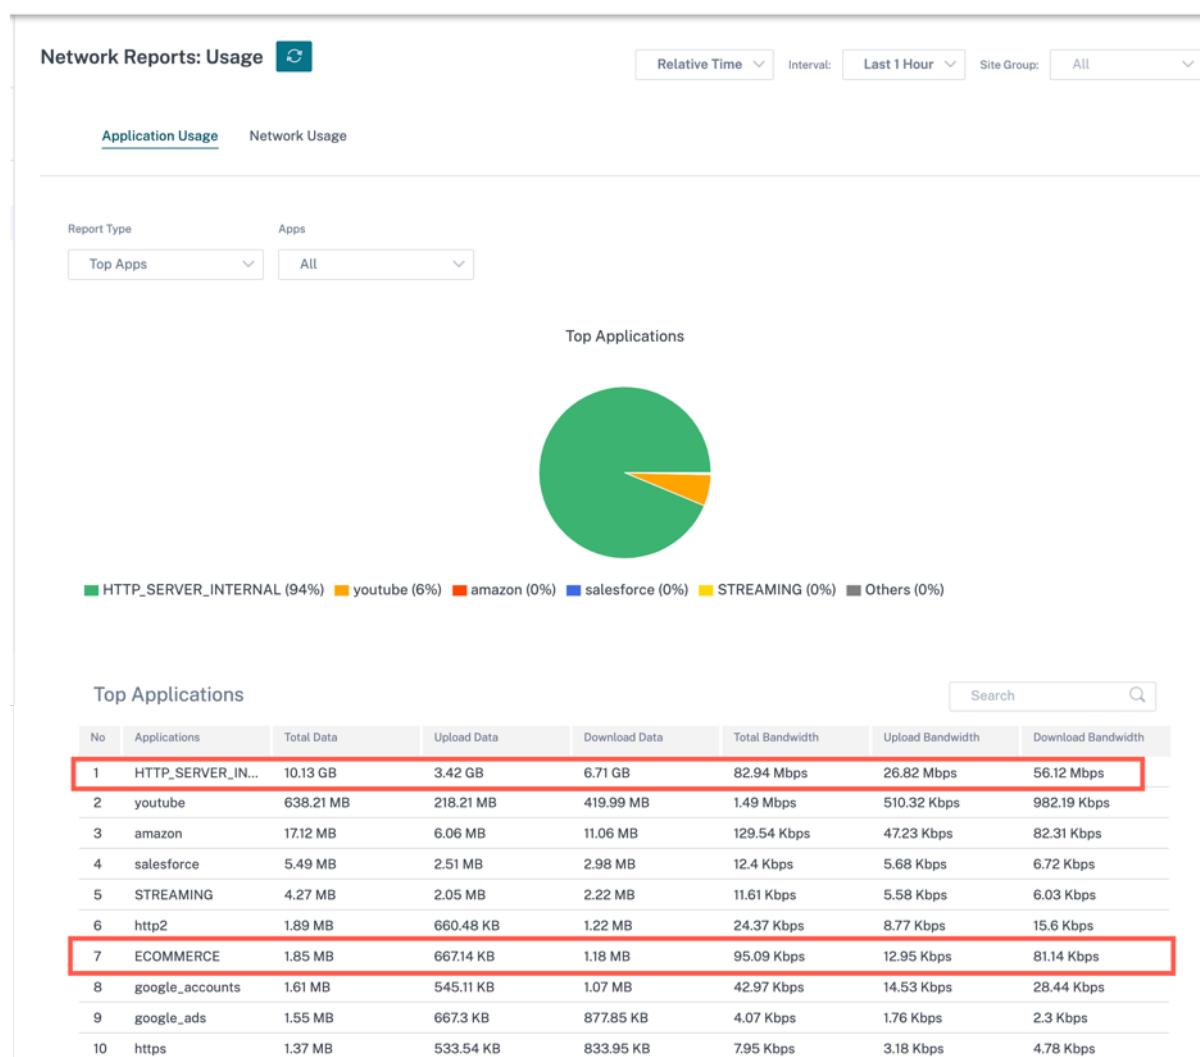 Network Reports: Usage
Relative Time Interval: Last 1 Hour Site Group: All
Application Usage Network Usage
Report Type Apps
Top Apps All
Top Applications
HTTP_SERVER_INTERNAL (94%) youtube (6%) amazon (0%) salesforce (0%) STREAMING (0%) Others (0%)
Top Applications Search
No Applications Total Data Upload Data Download Data Total Bandwidth Upload Bandwidth Download Bandwidth
1 HTTP_SERVER_IN... 10.13 GB 3.42 GB 6.71 GB 82.94 Mbps 26.82 Mbps 56.12 Mbps
2 youtube 638.21 MB 218.21 MB 419.99 MB 1.49 Mbps 510.32 Kbps 982.19 Kbps
3 amazon 17.12 MB 6.06 MB 11.06 MB 129.54 Kbps 47.23 Kbps 82.31 Kbps
4 salesforce 5.49 MB 2.51 MB 2.98 MB 12.4 Kbps 5.68 Kbps 6.72 Kbps
5 STREAMING 4.27 MB 2.05 MB 2.22 MB 11.61 Kbps 5.58 Kbps 6.03 Kbps
6 http2 1.89 MB 660.48 KB 1.22 MB 24.37 Kbps 8.77 Kbps 15.6 Kbps
7 ECOMMERCE 1.85 MB 667.14 KB 1.18 MB 95.09 Kbps 12.95 Kbps 81.14 Kbps
8 google_accounts 1.61 MB 545.11 KB 1.07 MB 42.97 Kbps 14.53 Kbps 28.44 Kbps
9 google_ads 1.55 MB 667.3 KB 877.85 KB 4.07 Kbps 1.76 Kbps 2.3 Kbps
10 https 1.37 MB 533.54 KB 833.95 KB 7.95 Kbps 3.18 Kbps 4.78 Kbps